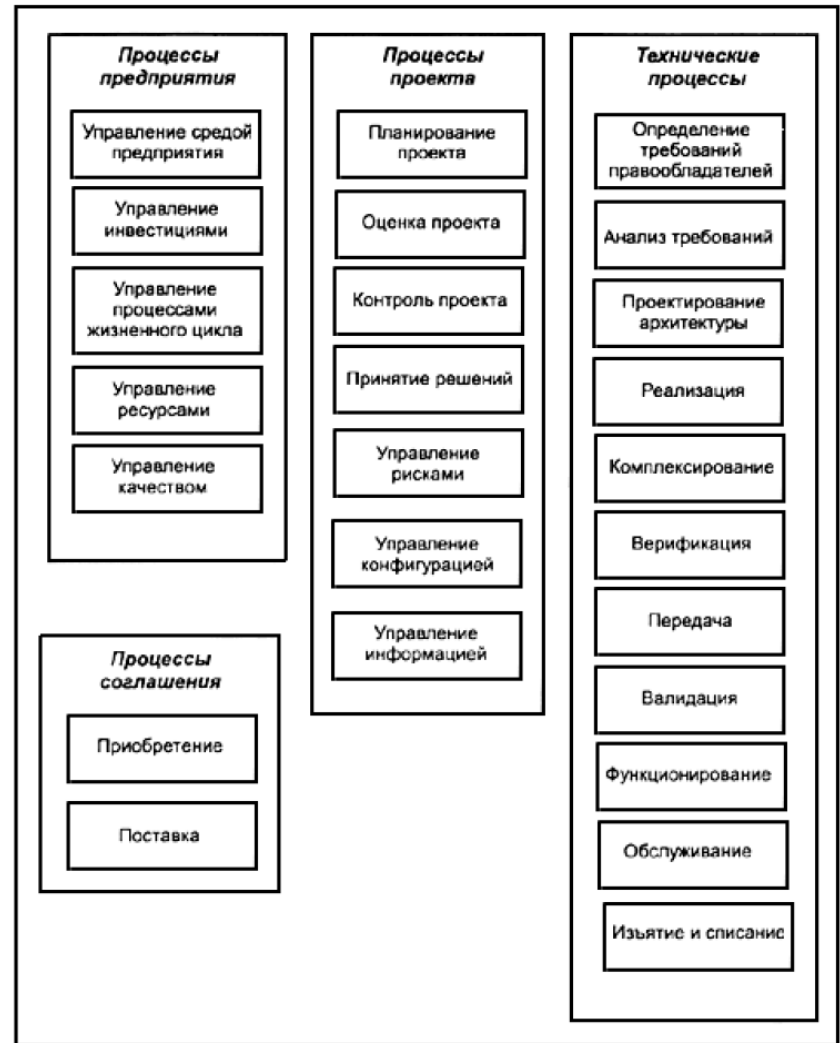 Процессы
предприятия
Управление средой
предприятия
Управление
инвестициями
Управление
процессами
жизненного цикла
Управление
ресурсами
Управление
качеством
Процессы
соглашения
Приобретение
Поставка
Процессы
проекта
Планирование
проекта
Оценка проекта
Контроль проекта
Принятие решений
Управление
рисками
Управление
конфигурацией
Управление
информацией
Технические
процессы
Определение
требований
правообладателей
Анализ требований
Проектирование
архитектуры
Реализация
Комплексирование
Верификация
Передача
Валидация
Функционирование
Обслуживание
Изъятие и списание